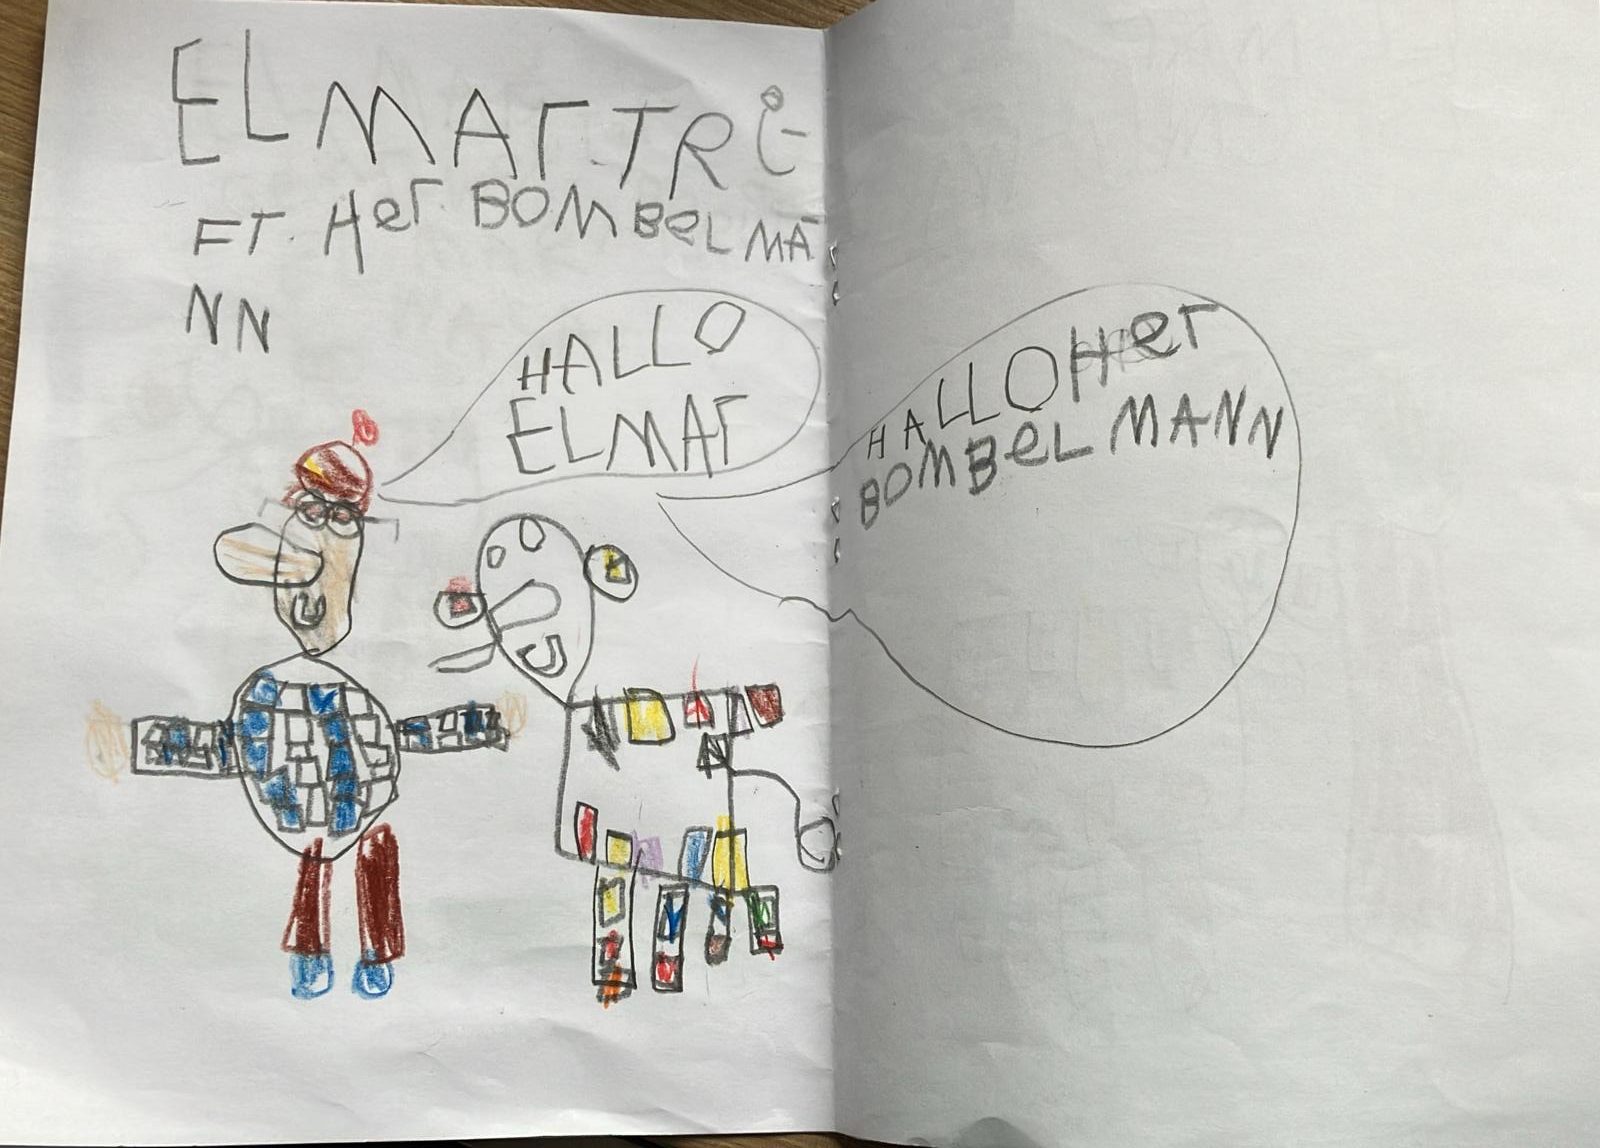 ELMAr TRi-
FT. Her BOMBeLMA
NN
HALLO
ELMAr
HALLO Her
BOMBeLMANN